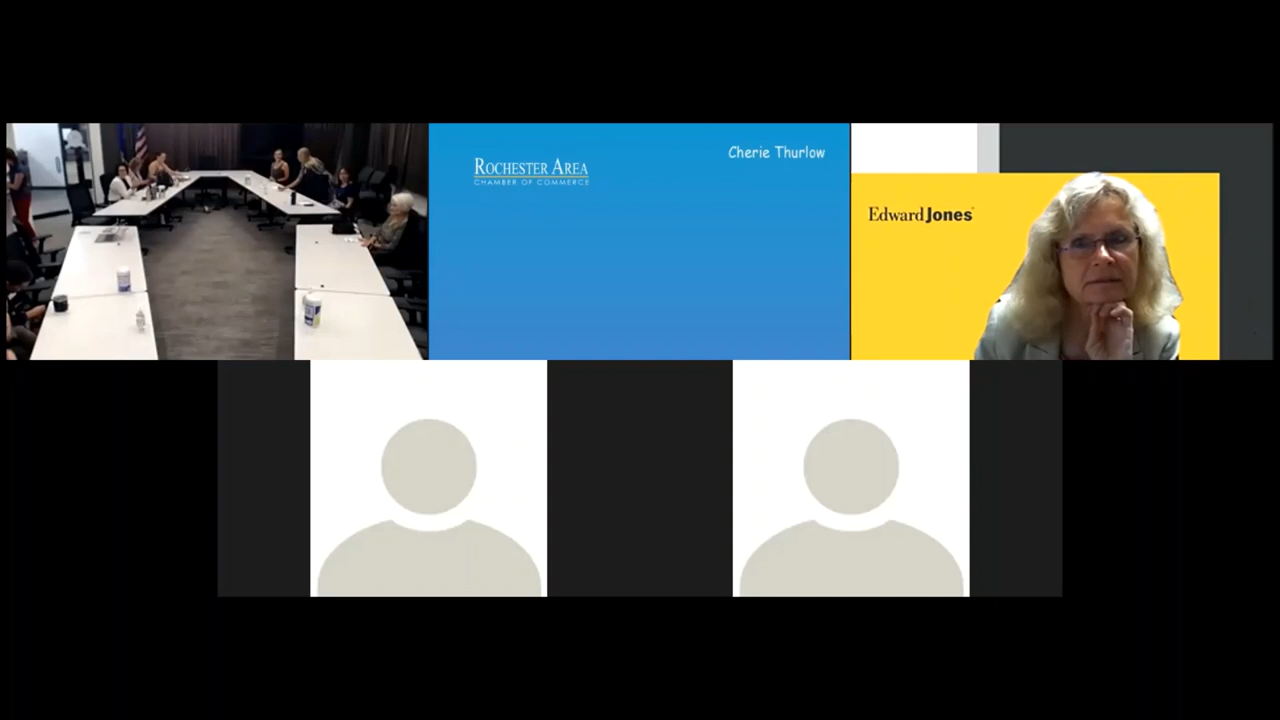 ROCHESTER AREA
CHAMBER OF COMMERCE
Cherie Thurlow
Edward Jones